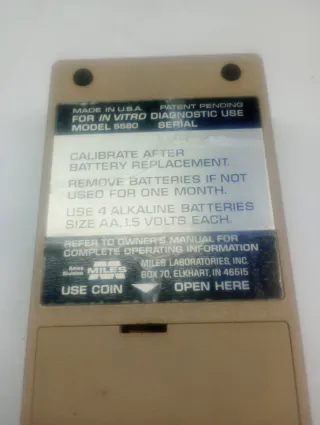 MADE IN U.S.A. PATENT PENDING
FOR IN VITRO DIAGNOSTIC USE
MODEL 5580 SERIAL
CALIBRATE AFTER
BATTERY REPLACEMENT.
REMOVE BATTERIES IF NOT
USED FOR ONE MONTH.
USE 4 ALKALINE BATTERIES
SIZE AA, 1.5 VOLTS EACH.
REFER TO OWNER'S MANUAL FOR
COMPLETE OPERATING INFORMATION
Ames
Division
MILES
MILES LABORATORIES, INC.
BOX 70, ELKHART, IN 46515
USE COIN OPEN HERE